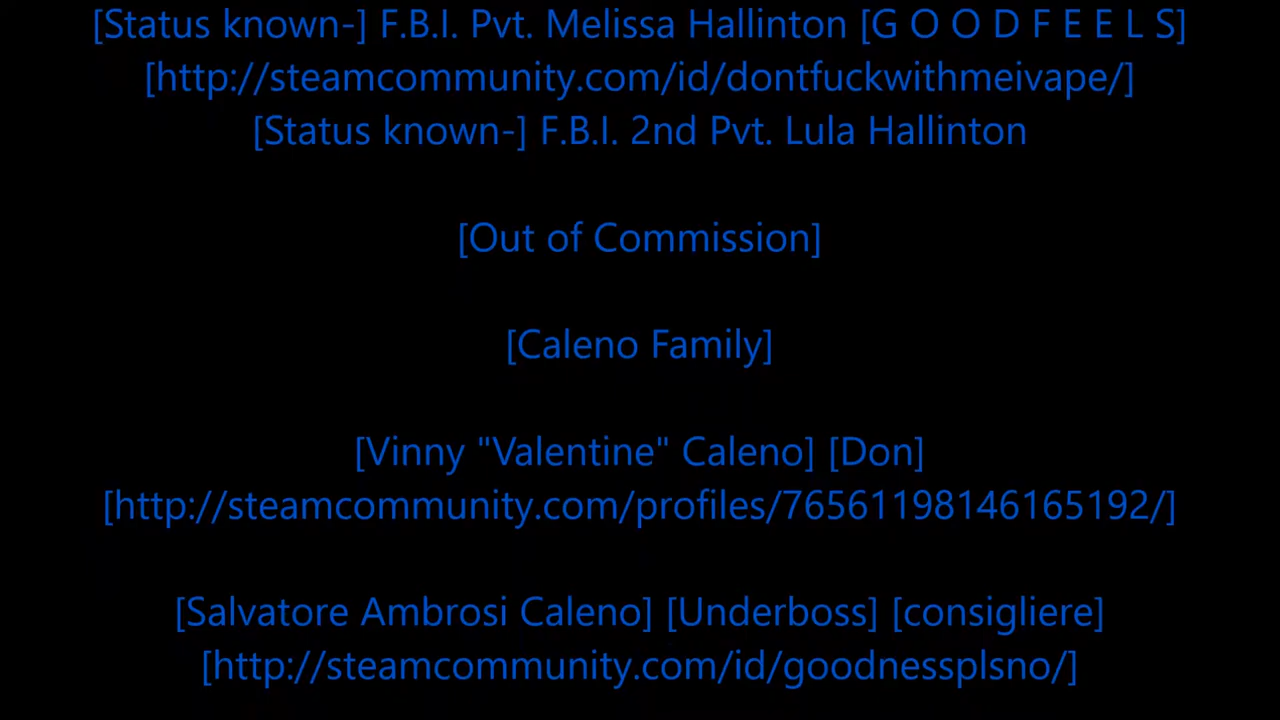 [Status known-] F.B.I. Pvt. Melissa Hallinton [G O O D F E E L S]
[http://steamcommunity.com/id/dontfuckwithmeivape/]
[Status known-] F.B.I. 2nd Pvt. Lula Hallinton
[Out of Commission]
[Caleno Family]
[Vinny "Valentine" Caleno] [Don]
[http://steamcommunity.com/profiles/76561198146165192/]
[Salvatore Ambrosi Caleno] [Underboss] [consigliere]
[http://steamcommunity.com/id/goodnessplsno/]